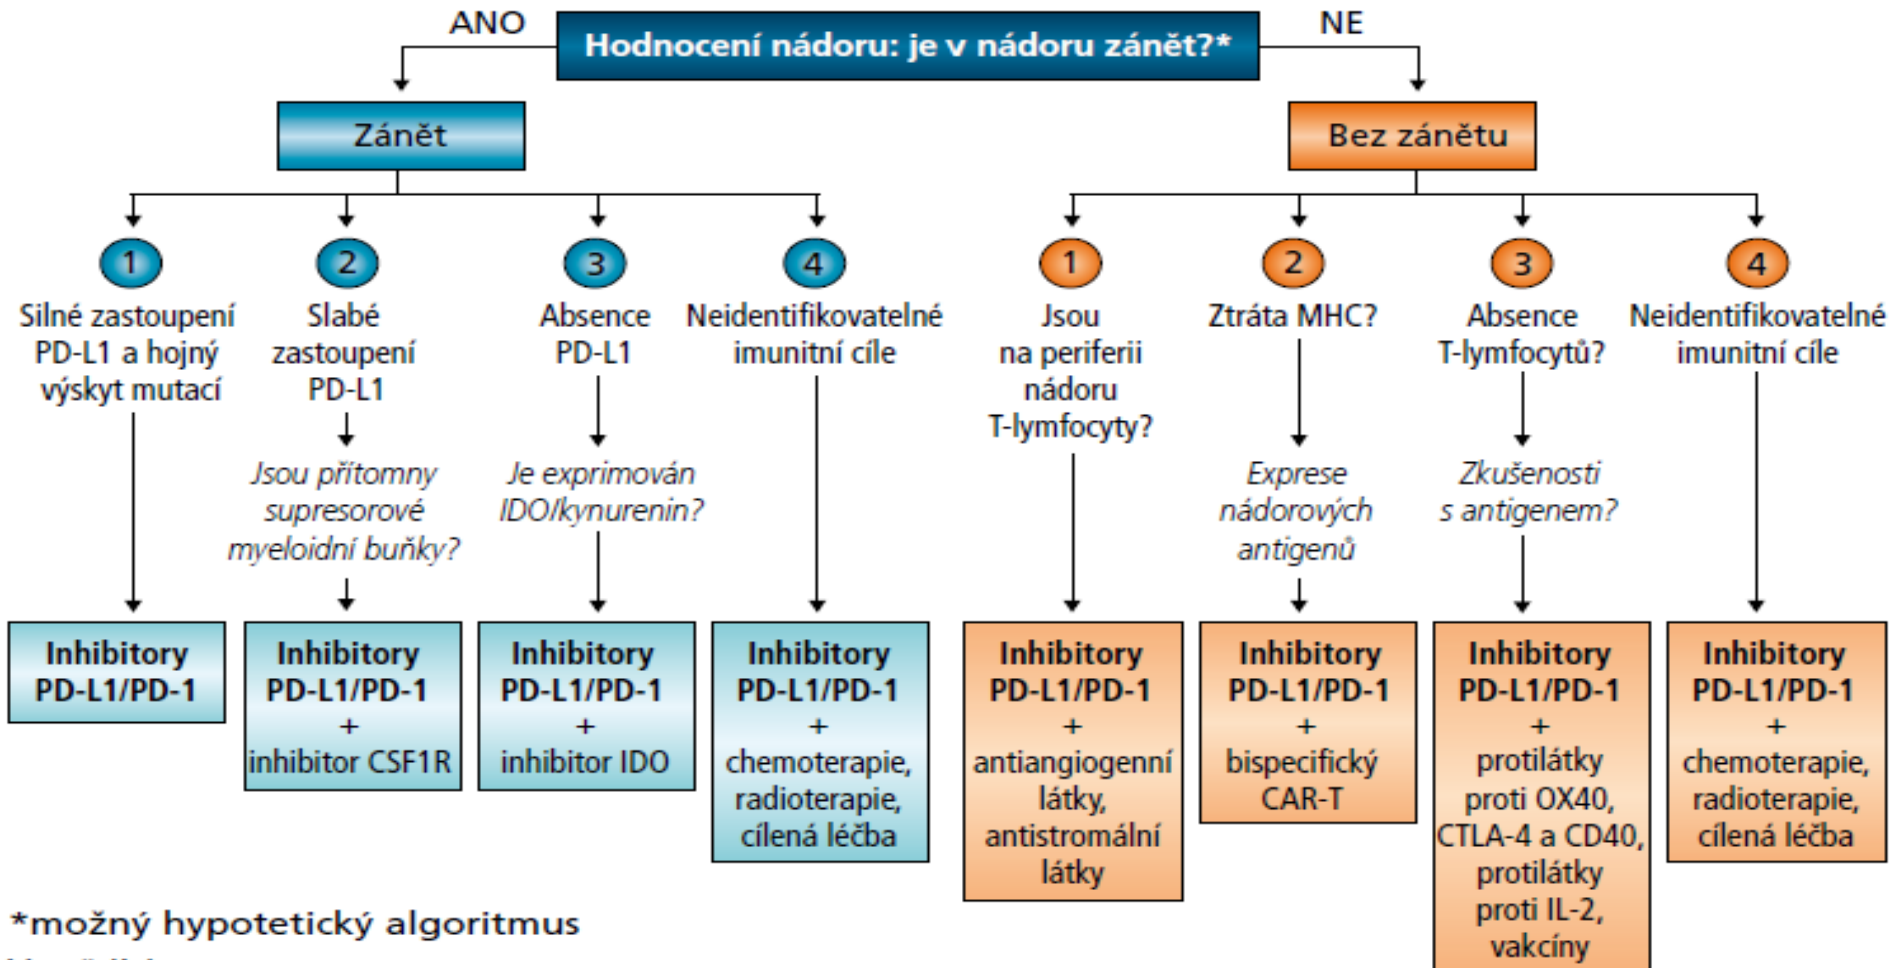 ANO
Hodnocení nádoru: je v nádoru zánět?*
NE
Zánět
Bez zánětu
1
Silné zastoupení
PD-L1 a hojný
výskyt mutací
Inhibitory
PD-L1/PD-1
2
Slabé
zastoupení
PD-L1
Jsou přítomny
supresorové
myeloidní buňky?
Inhibitory
PD-L1/PD-1
+
inhibitor CSF1R
3
Absence
PD-L1
Je exprimován
IDO/kynurenin?
Inhibitory
PD-L1/PD-1
+
inhibitor IDO
4
Neidentifikovatelné
imunitní cíle
Inhibitory
PD-L1/PD-1
+
chemoterapie,
radioterapie,
cílená léčba
1
Jsou
na periferii
nádoru
T-lymfocyty?
Inhibitory
PD-L1/PD-1
+
antiangiogenní
látky,
antistromální
látky
2
Ztráta MHC?
Exprese
nádorových
antigenů
Inhibitory
PD-L1/PD-1
+
bispecifický
CAR-T
3
Absence
T-lymfocytů?
Zkušenosti
s antigenem?
Inhibitory
PD-L1/PD-1
+
protilátky
proti OX40,
CTLA-4 a CD40,
protilátky
proti IL-2,
vakcíny
4
Neidentifikovatelné
imunitní cíle
Inhibitory
PD-L1/PD-1
+
chemoterapie,
radioterapie,
cílená léčba
*možný hypotetický algoritmus